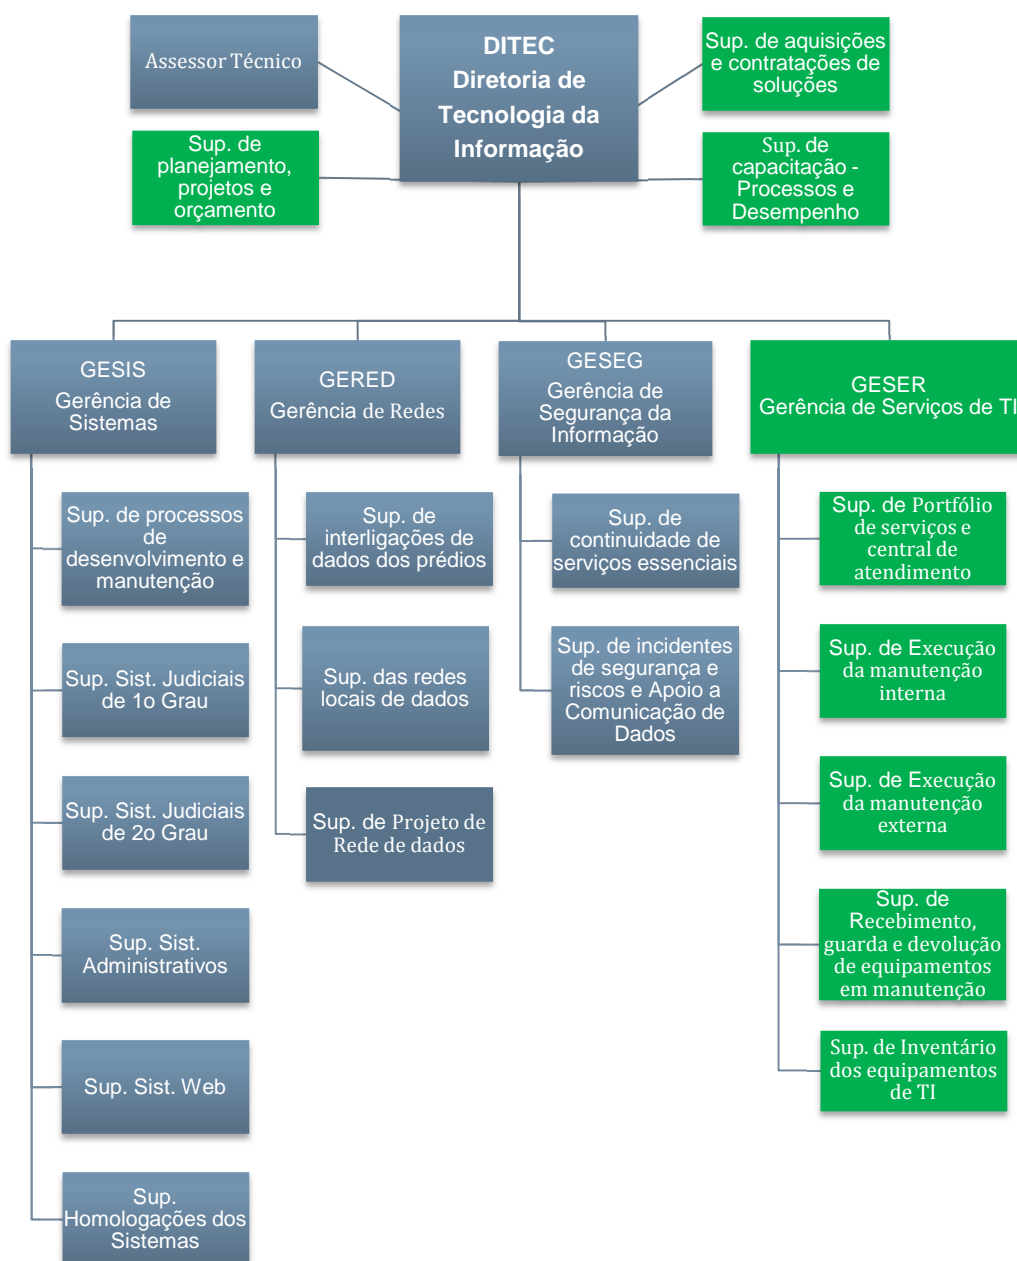 Assessor Técnico
DITEC
Diretoria de
Tecnologia da
Informação
Sup. de aquisições
e contratações de
soluções
Sup. de
planejamento,
projetos e
orçamento
Sup. de
capacitação -
Processos e
Desempenho
GESIS
Gerência de
Sistemas
GERED
Gerência de Redes
GESEG
Gerência de
Segurança da
Informação
GESER
Gerência de Serviços de TI
Sup. de processos
de
desenvolvimento e
manutenção
Sup. Sist. Judiciais
de 1o Grau
Sup. Sist. Judiciais
de 2o Grau
Sup. Sist.
Administrativos
Sup. Sist. Web
Sup.
Homologações dos
Sistemas
Sup. de
interligações de
dados dos prédios
Sup. das redes
locais de dados
Sup. de Projeto de
Rede de dados
Sup. de
continuidade de
serviços essenciais
Sup. de incidentes
de segurança e
riscos e Apoio a
Comunicação de
Dados
Sup. de Portfólio
de serviços e
central de
atendimento
Sup. de Execução
da manutenção
interna
Sup. de Execução
da manutenção
externa
Sup. de
Recebimento,
guarda e devolução
de equipamentos
em manutenção
Sup. de Inventário
dos equipamentos
de TI